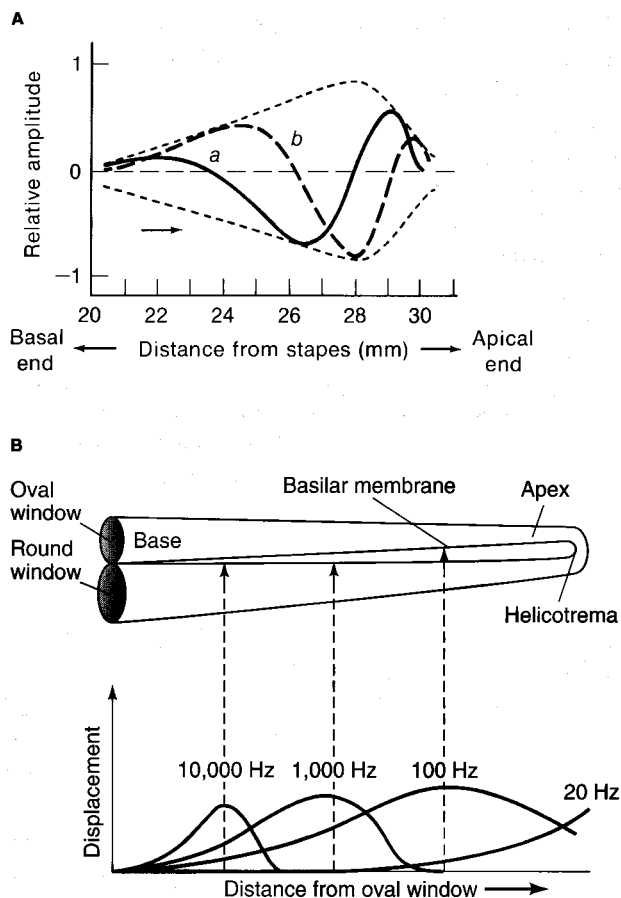 A
Relative amplitude
1
0
−1
a
b
20 22 24 26 28 30
Basal end
Distance from stapes (mm)
Apical end
B
Oval window
Round window
Base
Basilar membrane
Apex
Helicotrema
Displacement
10,000 Hz
1,000 Hz
100 Hz
20 Hz
Distance from oval window